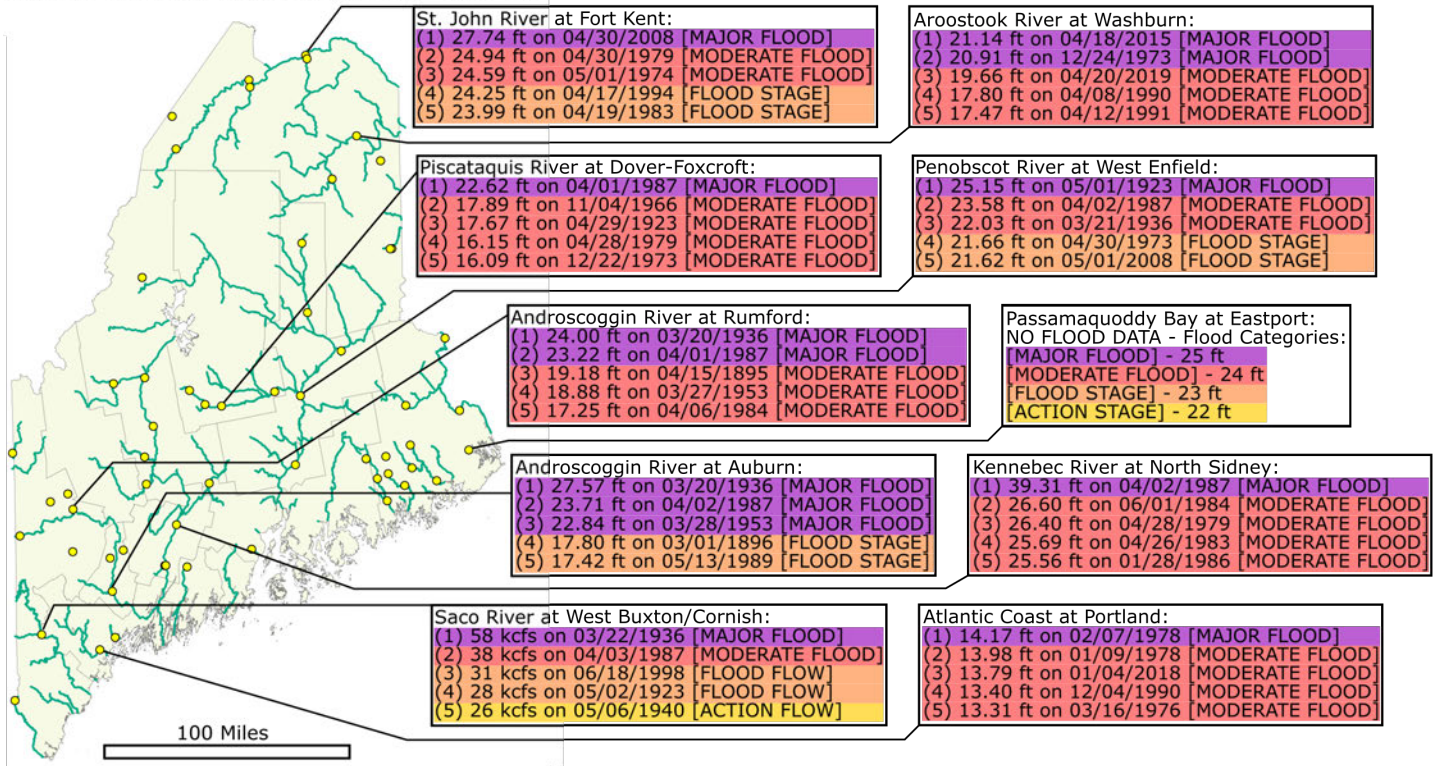 St. John River at Fort Kent:
(1) 27.74 ft on 04/30/2008 [MAJOR FLOOD]
(2) 24.94 ft on 04/30/1979 [MODERATE FLOOD]
(3) 24.59 ft on 05/01/1974 [MODERATE FLOOD]
(4) 24.25 ft on 04/17/1994 [FLOOD STAGE]
(5) 23.99 ft on 04/19/1983 [FLOOD STAGE]
Aroostook River at Washburn:
(1) 21.14 ft on 04/18/2015 [MAJOR FLOOD]
(2) 20.91 ft on 12/24/1973 [MAJOR FLOOD]
(3) 19.66 ft on 04/20/2019 [MODERATE FLOOD]
(4) 17.80 ft on 04/08/1990 [MODERATE FLOOD]
(5) 17.47 ft on 04/12/1991 [MODERATE FLOOD]
Piscataquis River at Dover-Foxcroft:
(1) 22.62 ft on 04/01/1987 [MAJOR FLOOD]
(2) 17.89 ft on 11/04/1966 [MODERATE FLOOD]
(3) 17.67 ft on 04/29/1923 [MODERATE FLOOD]
(4) 16.15 ft on 04/28/1979 [MODERATE FLOOD]
(5) 16.09 ft on 12/22/1973 [MODERATE FLOOD]
Penobscot River at West Enfield:
(1) 25.15 ft on 05/01/1923 [MAJOR FLOOD]
(2) 23.58 ft on 04/02/1987 [MODERATE FLOOD]
(3) 22.03 ft on 03/21/1936 [MODERATE FLOOD]
(4) 21.66 ft on 04/30/1973 [FLOOD STAGE]
(5) 21.62 ft on 05/01/2008 [FLOOD STAGE]
Androscoggin River at Rumford:
(1) 24.00 ft on 03/20/1936 [MAJOR FLOOD]
(2) 23.22 ft on 04/01/1987 [MAJOR FLOOD]
(3) 19.18 ft on 04/15/1895 [MODERATE FLOOD]
(4) 18.88 ft on 03/27/1953 [MODERATE FLOOD]
(5) 17.25 ft on 04/06/1984 [MODERATE FLOOD]
Passamaquoddy Bay at Eastport:
NO FLOOD DATA - Flood Categories:
[MAJOR FLOOD] - 25 ft
[MODERATE FLOOD] - 24 ft
[FLOOD STAGE] - 23 ft
[ACTION STAGE] - 22 ft
Androscoggin River at Auburn:
(1) 27.57 ft on 03/20/1936 [MAJOR FLOOD]
(2) 23.71 ft on 04/02/1987 [MAJOR FLOOD]
(3) 22.84 ft on 03/28/1953 [MAJOR FLOOD]
(4) 17.80 ft on 03/01/1896 [FLOOD STAGE]
(5) 17.42 ft on 05/13/1989 [FLOOD STAGE]
Kennebec River at North Sidney:
(1) 39.31 ft on 04/02/1987 [MAJOR FLOOD]
(2) 26.60 ft on 06/01/1984 [MODERATE FLOOD]
(3) 26.40 ft on 04/28/1979 [MODERATE FLOOD]
(4) 25.69 ft on 04/26/1983 [MODERATE FLOOD]
(5) 25.56 ft on 01/28/1986 [MODERATE FLOOD]
Saco River at West Buxton/Cornish:
(1) 58 kcfs on 03/22/1936 [MAJOR FLOOD]
(2) 38 kcfs on 04/03/1987 [MODERATE FLOOD]
(3) 31 kcfs on 06/18/1998 [FLOOD FLOW]
(4) 28 kcfs on 05/02/1923 [FLOOD FLOW]
(5) 26 kcfs on 05/06/1940 [ACTION FLOW]
Atlantic Coast at Portland:
(1) 14.17 ft on 02/07/1978 [MAJOR FLOOD]
(2) 13.98 ft on 01/09/1978 [MODERATE FLOOD]
(3) 13.79 ft on 01/04/2018 [MODERATE FLOOD]
(4) 13.40 ft on 12/04/1990 [MODERATE FLOOD]
(5) 13.31 ft on 03/16/1976 [MODERATE FLOOD]
100 Miles